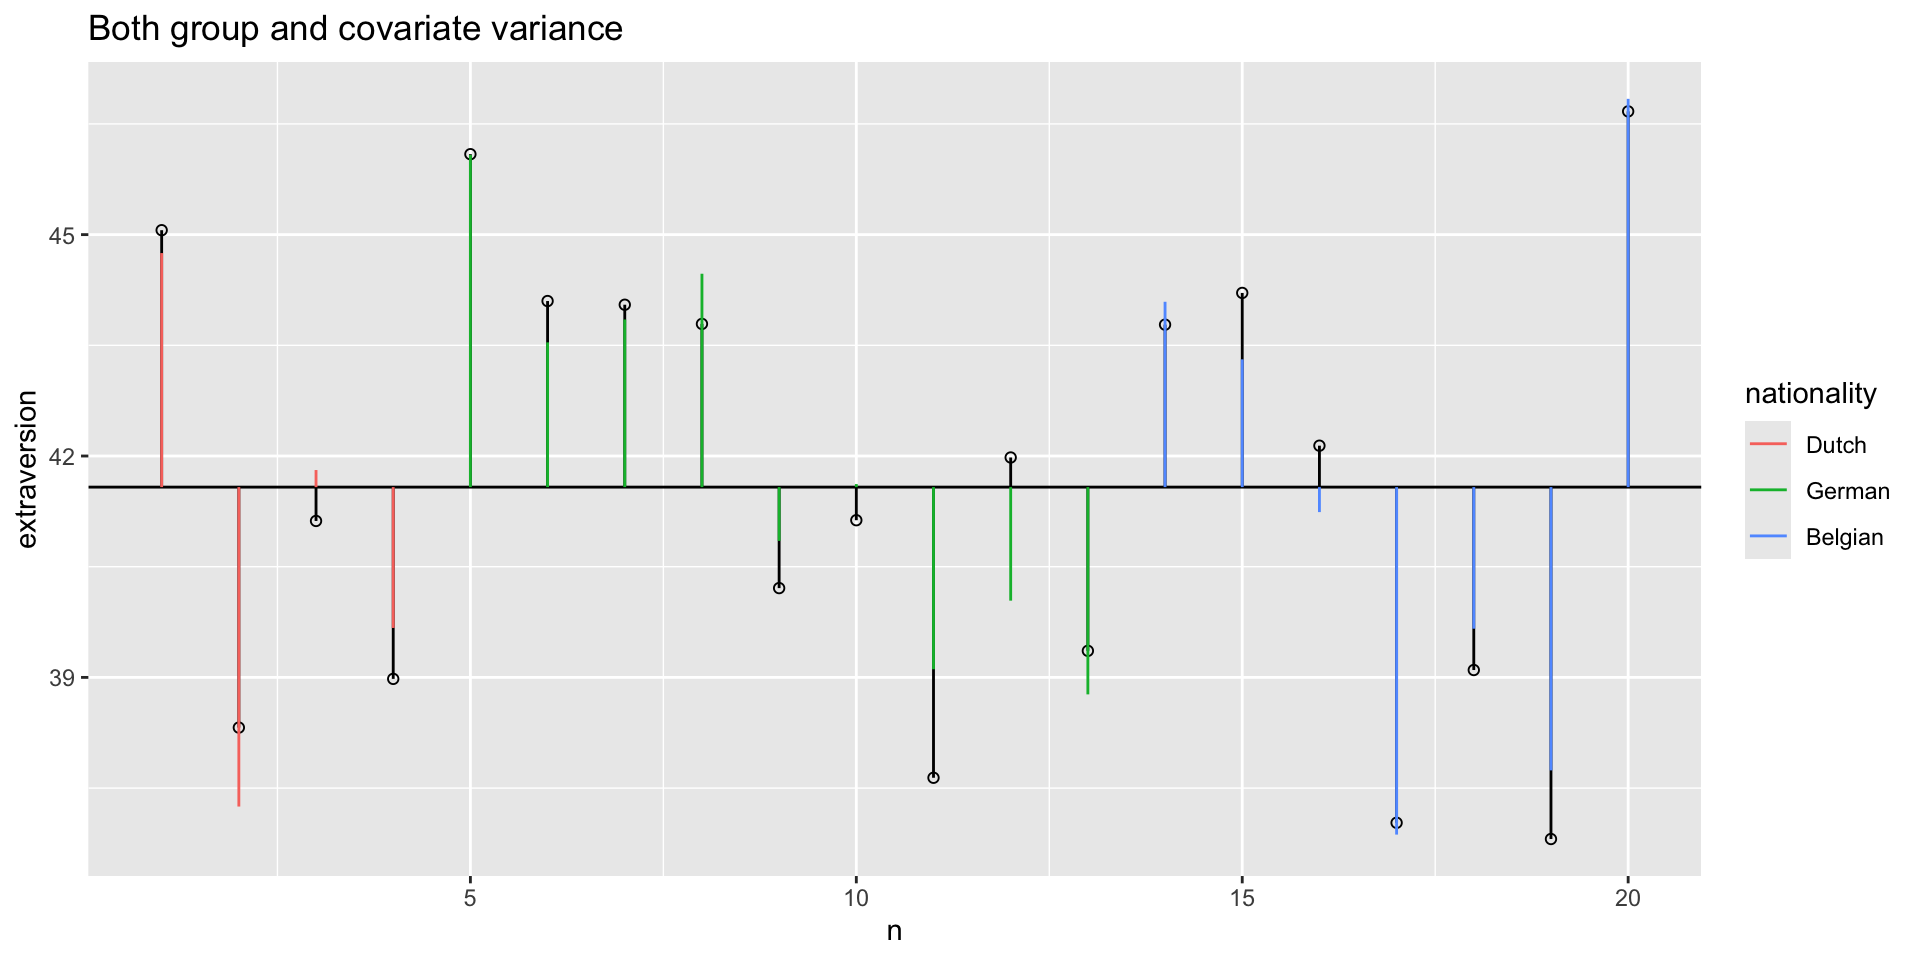 Both group and covariate variance
extraversion
45
42
39
5 10 15 20
n
nationality
Dutch
German
Belgian